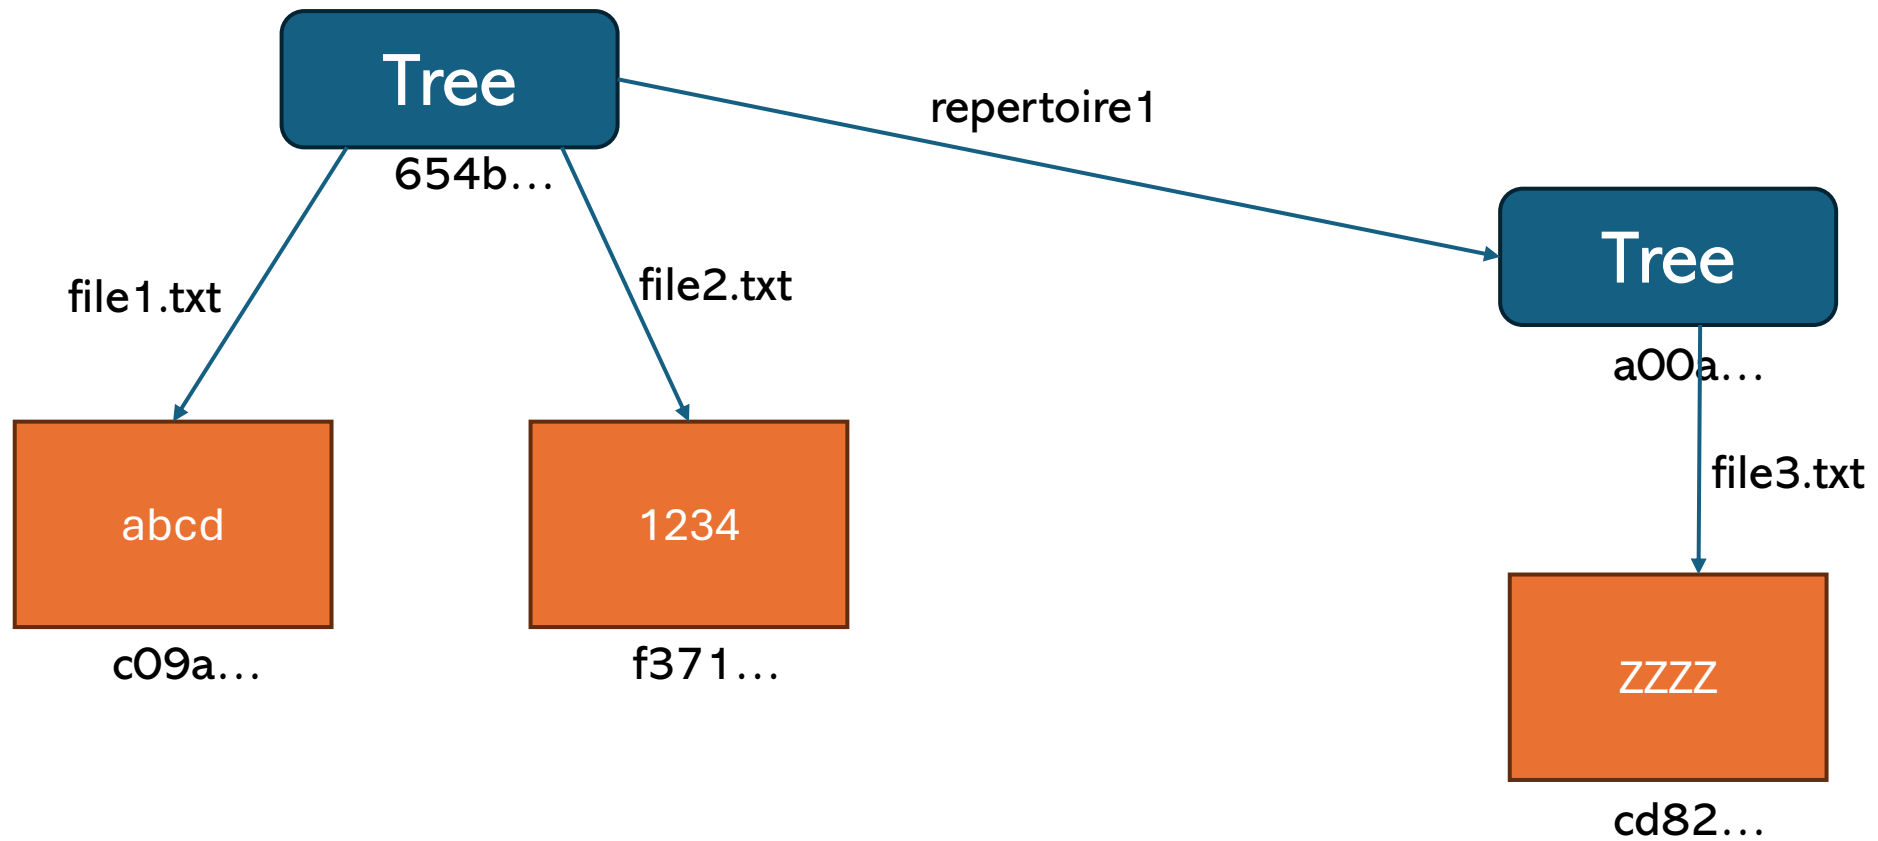 Tree
654b...
repertoire1
Tree
a00a...
file1.txt
file2.txt
file3.txt
abcd
c09a...
1234
f371...
ZZZZ
cd82...